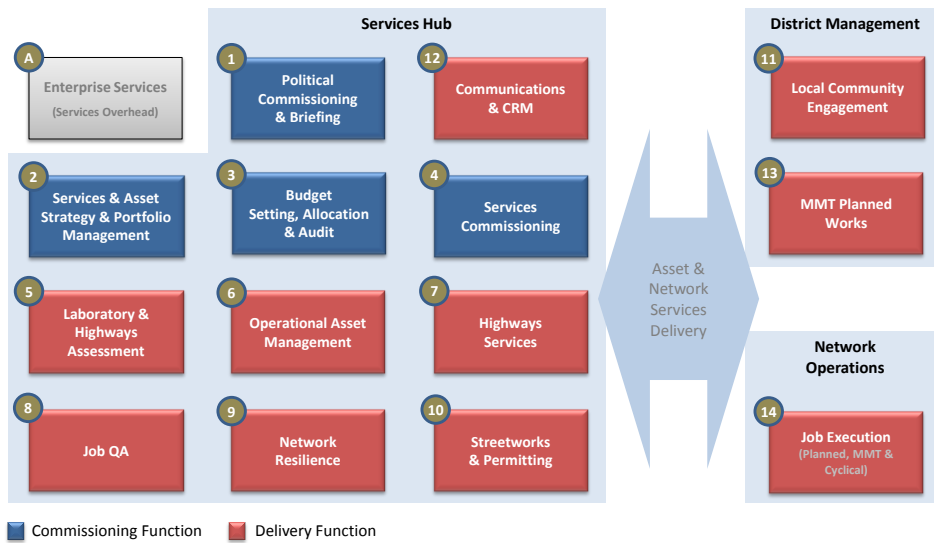 Services Hub
District Management
A
Enterprise Services
(Services Overhead)
1
Political
Commissioning
& Briefing
12
Communications
& CRM
11
Local Community
Engagement
2
Services & Asset
Strategy & Portfolio
Management
3
Budget
Setting, Allocation
& Audit
4
Services
Commissioning
13
MMT Planned
Works
Asset &
Network
Services
Delivery
5
Laboratory &
Highways
Assessment
6
Operational Asset
Management
7
Highways
Services
Network
Operations
8
Job QA
9
Network
Resilience
10
Streetworks
& Permitting
14
Job Execution
(Planned, MMT &
Cyclical)
Commissioning Function
Delivery Function